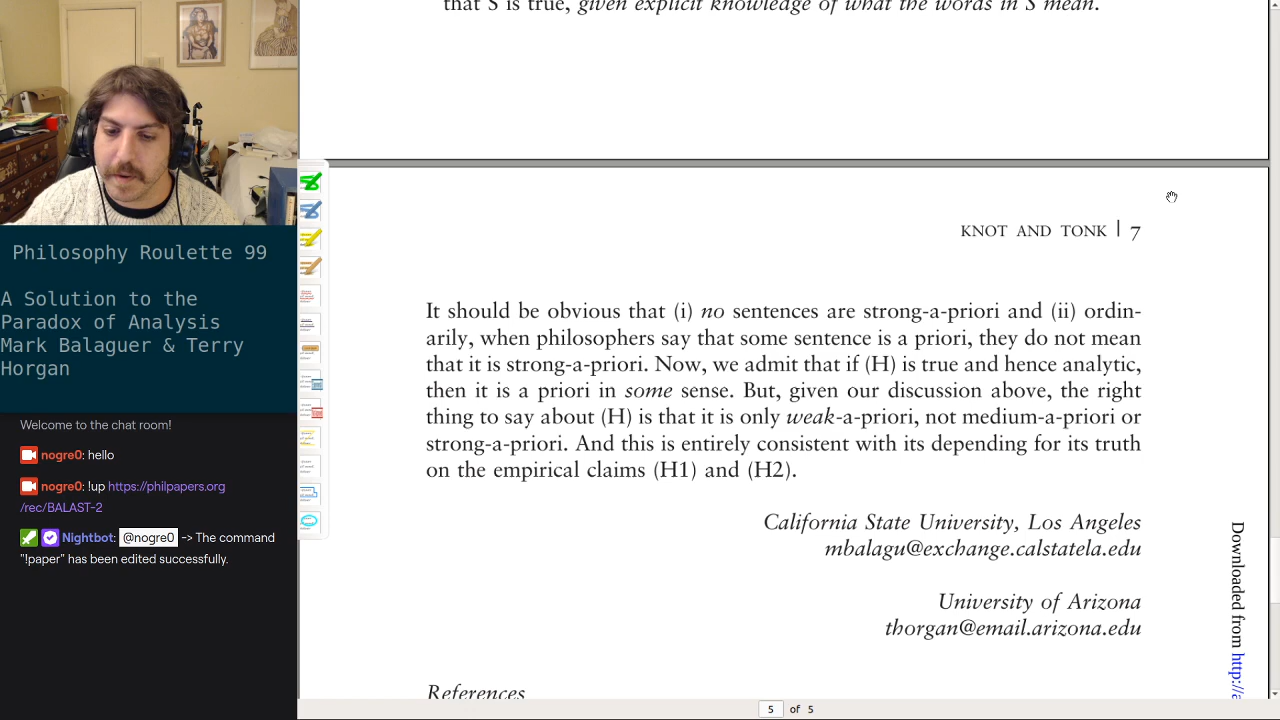 that S is true, given explicit knowledge of what the words in S mean.
KNOT AND TONK | 7
It should be obvious that (i) no sentences are strong-a-priori and (ii) ordin-
arily, when philosophers say that some sentence is a priori, they do not mean
that it is strong-a-priori. Now, we admit that if (H) is true and hence analytic,
then it is a priori in some sense. But, given our discussion above, the right
thing to say about (H) is that it is only weak-a-priori, not medium-a-priori or
strong-a-priori. And this is entirely consistent with its depending for its truth
on the empirical claims (H1) and (H2).
California State University, Los Angeles
mbalagu@exchange.calstatela.edu
University of Arizona
thorgan@email.arizona.edu
References
Downloaded from http://a
5 of 5
Philosophy Roulette 99
A Solution to the
Paradox of Analysis
Mark Balaguer & Terry
Horgan
Welcome to the chat room!
nogre0: hello
nogre0: !up https://philpapers.org
/rec/BALAST-2
Nightbot: @nogre0 -> The command
"!paper" has been edited successfully.